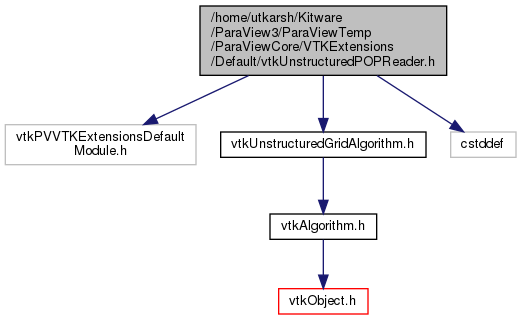 /home/utkarsh/Kitware
/ParaView3/ParaViewTemp
/ParaViewCore/VTKExtensions
/Default/vtkUnstructuredPOPReader.h
vtkPVVTKExtensionsDefault
Module.h
vtkUnstructuredGridAlgorithm.h
cstddef
vtkAlgorithm.h
vtkObject.h